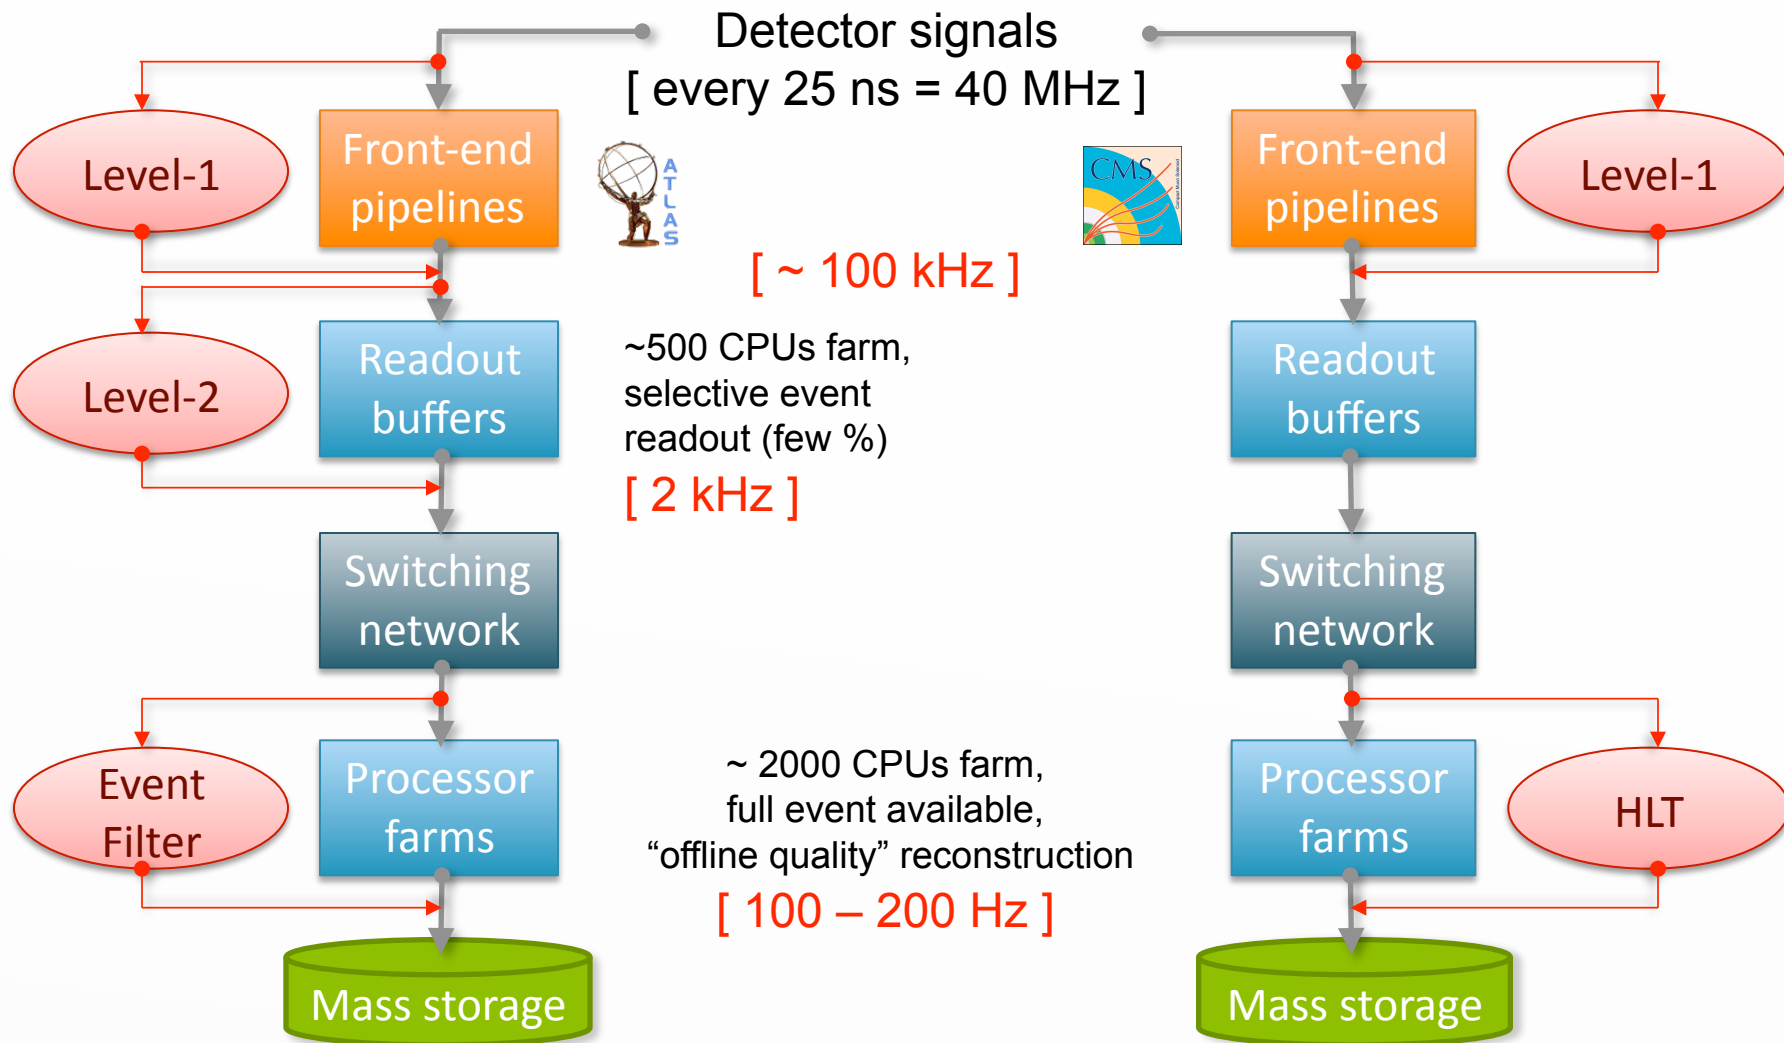 Detector signals
[ every 25 ns = 40 MHz ]
Level-1
Front-end
pipelines
ATLAS
CMS
Front-end
pipelines
Level-1
[ ~ 100 kHz ]
Level-2
Readout
buffers
~500 CPUs farm,
selective event
readout (few %)
[ 2 kHz ]
Readout
buffers
Switching
network
Switching
network
Event
Filter
Processor
farms
~ 2000 CPUs farm,
full event available,
“offline quality” reconstruction
[ 100 – 200 Hz ]
Processor
farms
HLT
Mass storage
Mass storage